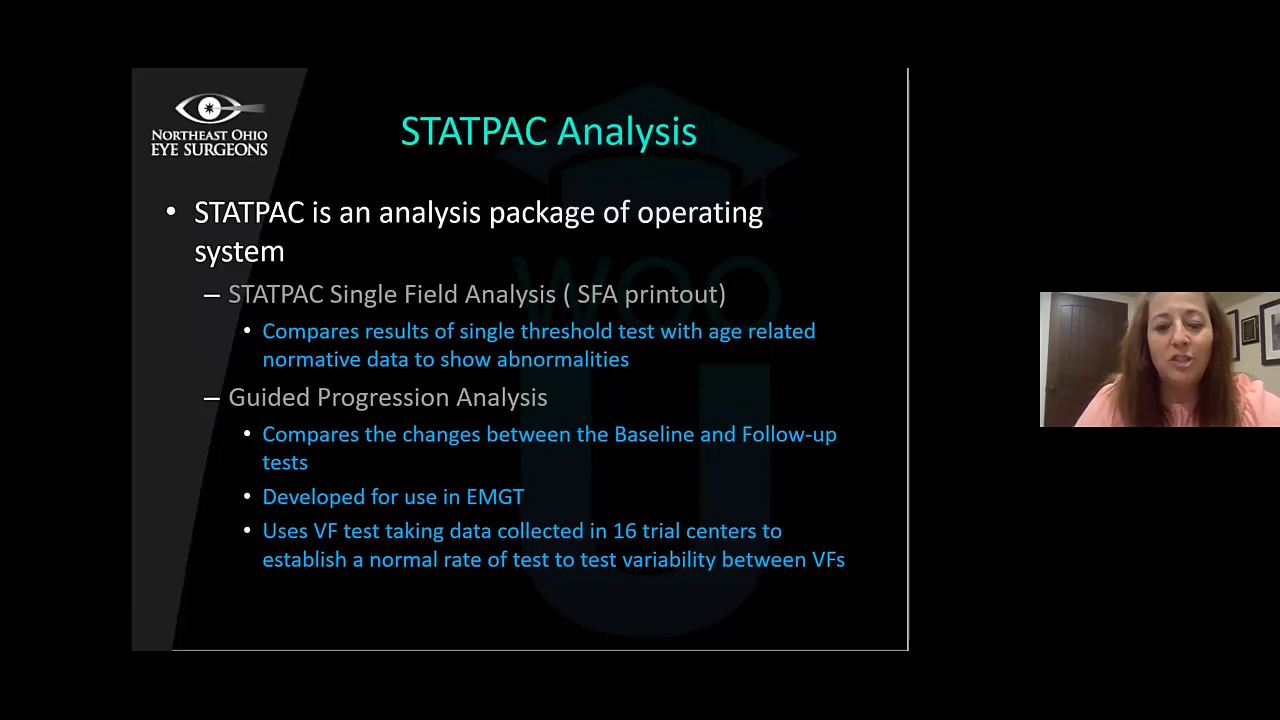 NORTHEAST OHIO
EYE SURGEONS
STATPAC Analysis
• STATPAC is an analysis package of operating
system
– STATPAC Single Field Analysis ( SFA printout)
• Compares results of single threshold test with age related
normative data to show abnormalities
– Guided Progression Analysis
• Compares the changes between the Baseline and Follow-up
tests
• Developed for use in EMGT
• Uses VF test taking data collected in 16 trial centers to
establish a normal rate of test to test variability between VFs
WOO
U